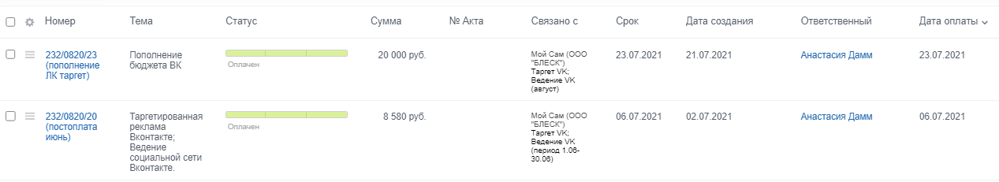 Номер Тема Статус Сумма № Акта Связано с Срок Дата создания Ответственный Дата оплаты
232/0820/23
(пополнение
ЛК таргет)
Пополнение
бюджета ВК
Оплачен
20 000 руб.
Мой Сам (ООО
"БЛЕСК")
Таргет VK;
Ведение VK
(август)
23.07.2021
21.07.2021
Анастасия Дамм
23.07.2021
232/0820/20
(постоплата
июнь)
Таргетированная
реклама
Вконтакте;
Ведение
социальной сети
Вконтакте.
Оплачен
8 580 руб.
Мой Сам (ООО
"БЛЕСК")
Таргет VK;
Ведение VK
(период 1.06-
30.06)
06.07.2021
02.07.2021
Анастасия Дамм
06.07.2021